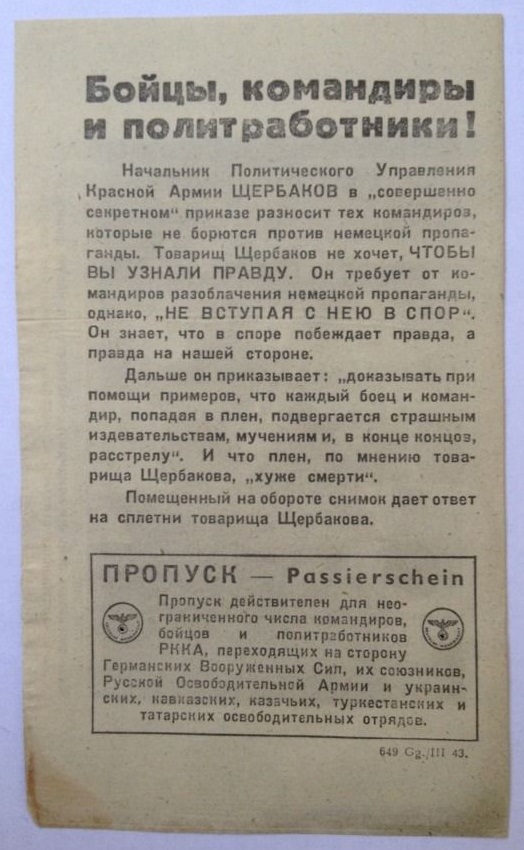 Бойцы, командиры
и политработники!
Начальник Политического Управления
Красной Армии ЩЕРБАКОВ в „совершенно
секретном“ приказе разносит тех командиров,
которые не борются против немецкой пропа-
ганды. Товарищ Щербаков не хочет, ЧТОБЫ
ВЫ УЗНАЛИ ПРАВДУ. Он требует от ко-
мандиров разоблачения немецкой пропаганды,
однако, „НЕ ВСТУПАЯ С НЕЮ В СПОР“.
Он знает, что в споре побеждает правда, а
правда на нашей стороне.
Дальше он приказывает: „доказывать при
помощи примеров, что каждый боец и коман-
дир, попадая в плен, подвергается страшным
издевательствам, мучениям и, в конце концов,
расстрелу“. И что плен, по мнению това-
рища Щербакова, „хуже смерти“.
Помещенный на обороте снимок дает ответ
на сплетни товарища Щербакова.
ПРОПУСК — Passierschein
Пропуск действителен для нео-
граниченного числа командиров,
бойцов и политработников
РККА, переходящих на сторону
Германских Вооруженных Сил, их союзников,
Русской Освободительной Армии и украин-
ских, кавказских, казачьих, туркестанских и
татарских освободительных отрядов.
649 Gg./III 43.